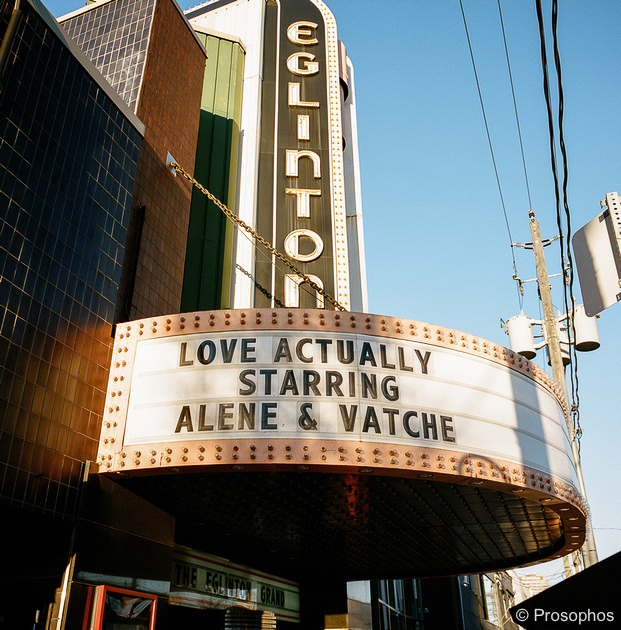 EGLINTON
LOVE ACTUALLY
STARRING
ALENE & VATCHE
THE EGLINTON GRAND
© Prosophos